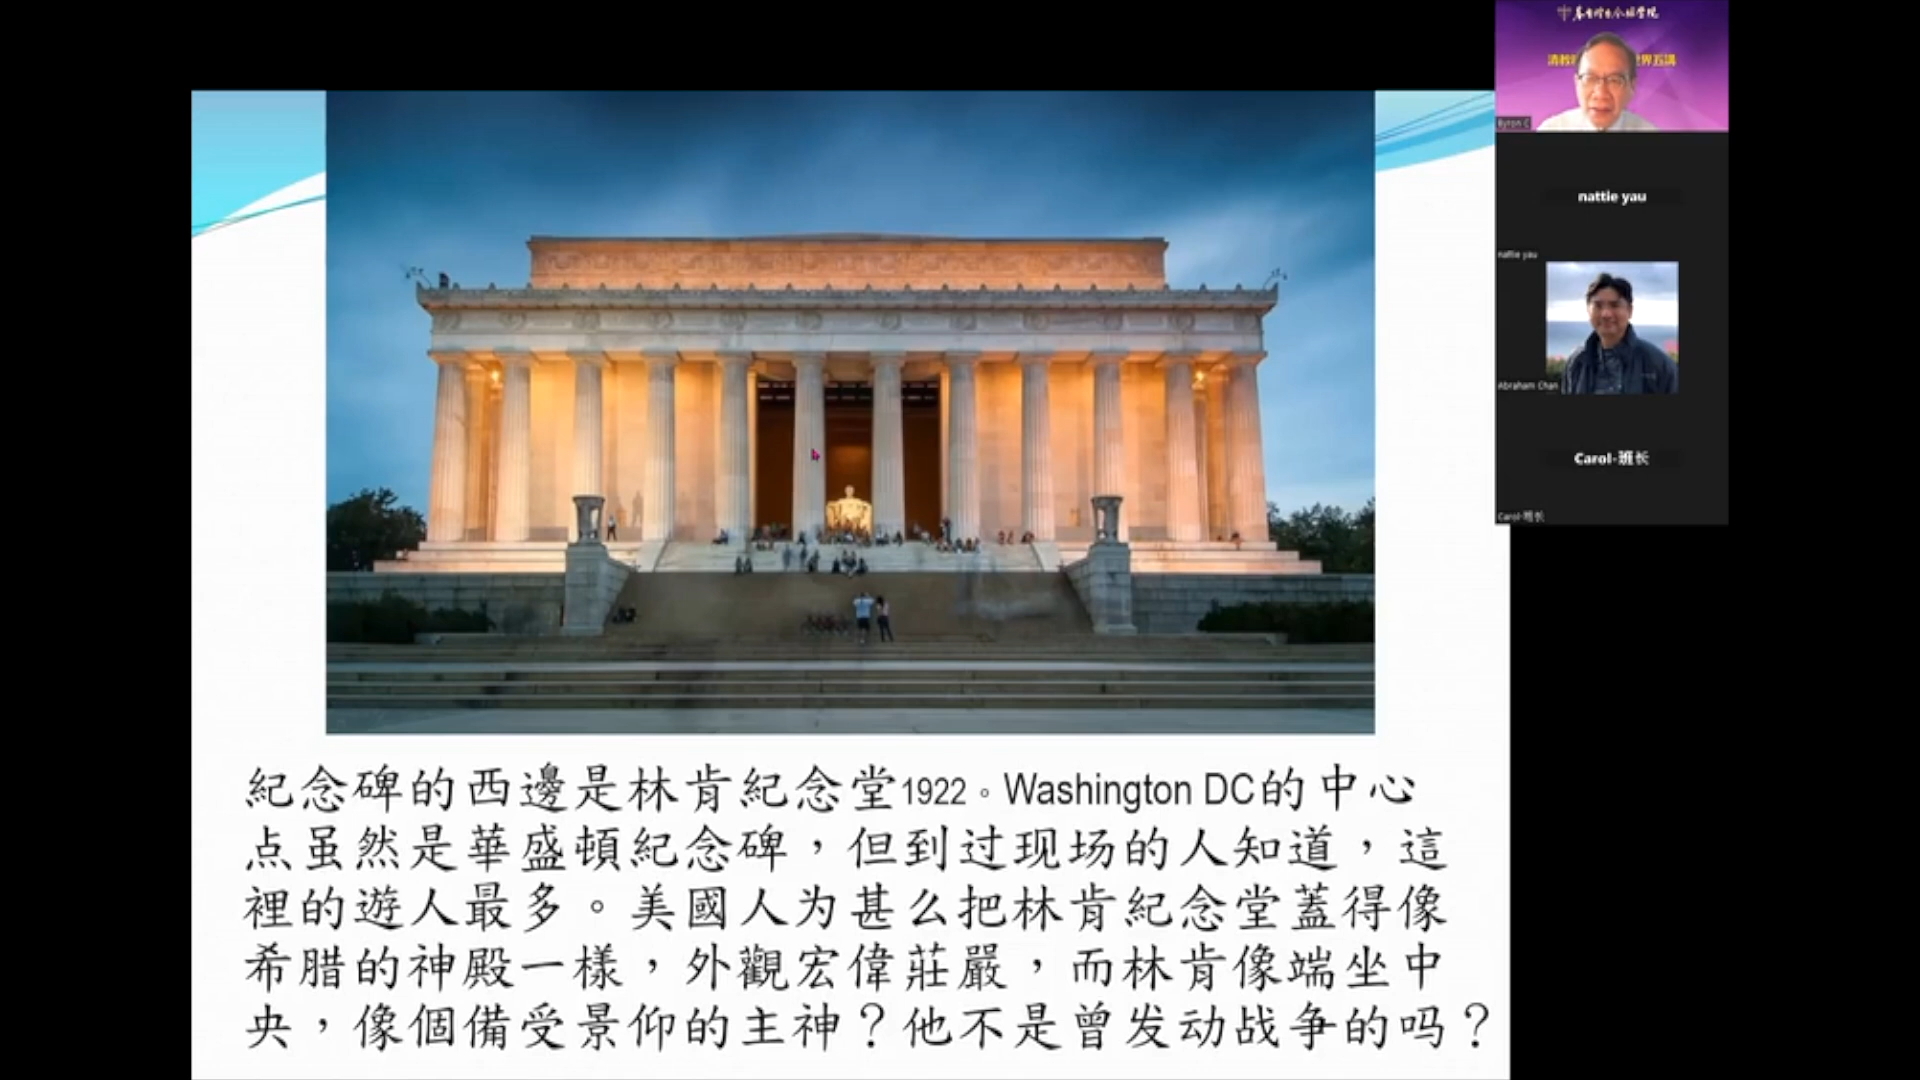 紀念碑的西邊是林肯紀念堂1922。Washington DC的中心
点虽然是華盛頓紀念碑，但到过现场的人知道，這
裡的遊人最多。美國人为甚么把林肯紀念堂蓋得像
希腊的神殿一樣，外觀宏偉莊嚴，而林肯像端坐中
央，像個備受景仰的主神？他不是曾发动战争的吗？
Byron C
nattie yau
nattie yau
Abraham Chan
Carol-班长
Carol-班长